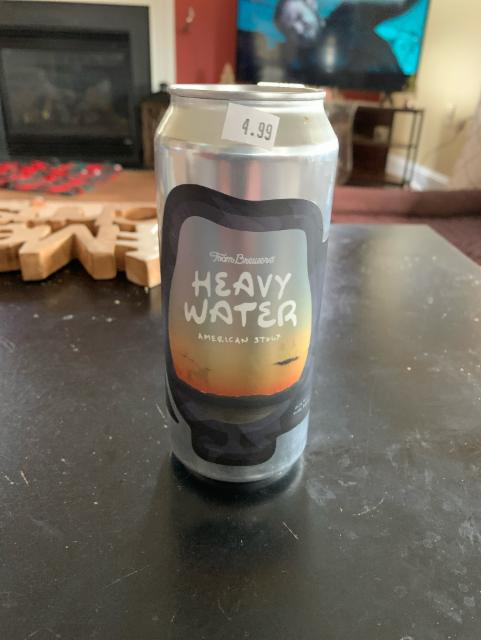 4.99
Foam Brewers
HEAVY
WATER
AMERICAN STOUT